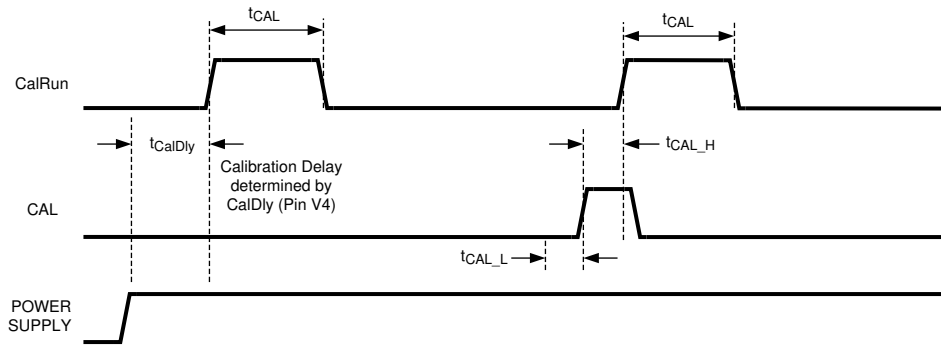 tCAL
tCAL
CalRun
tCalDly
Calibration Delay
determined by
CalDly (Pin V4)
tCAL_H
CAL
tCAL_L
POWER
SUPPLY